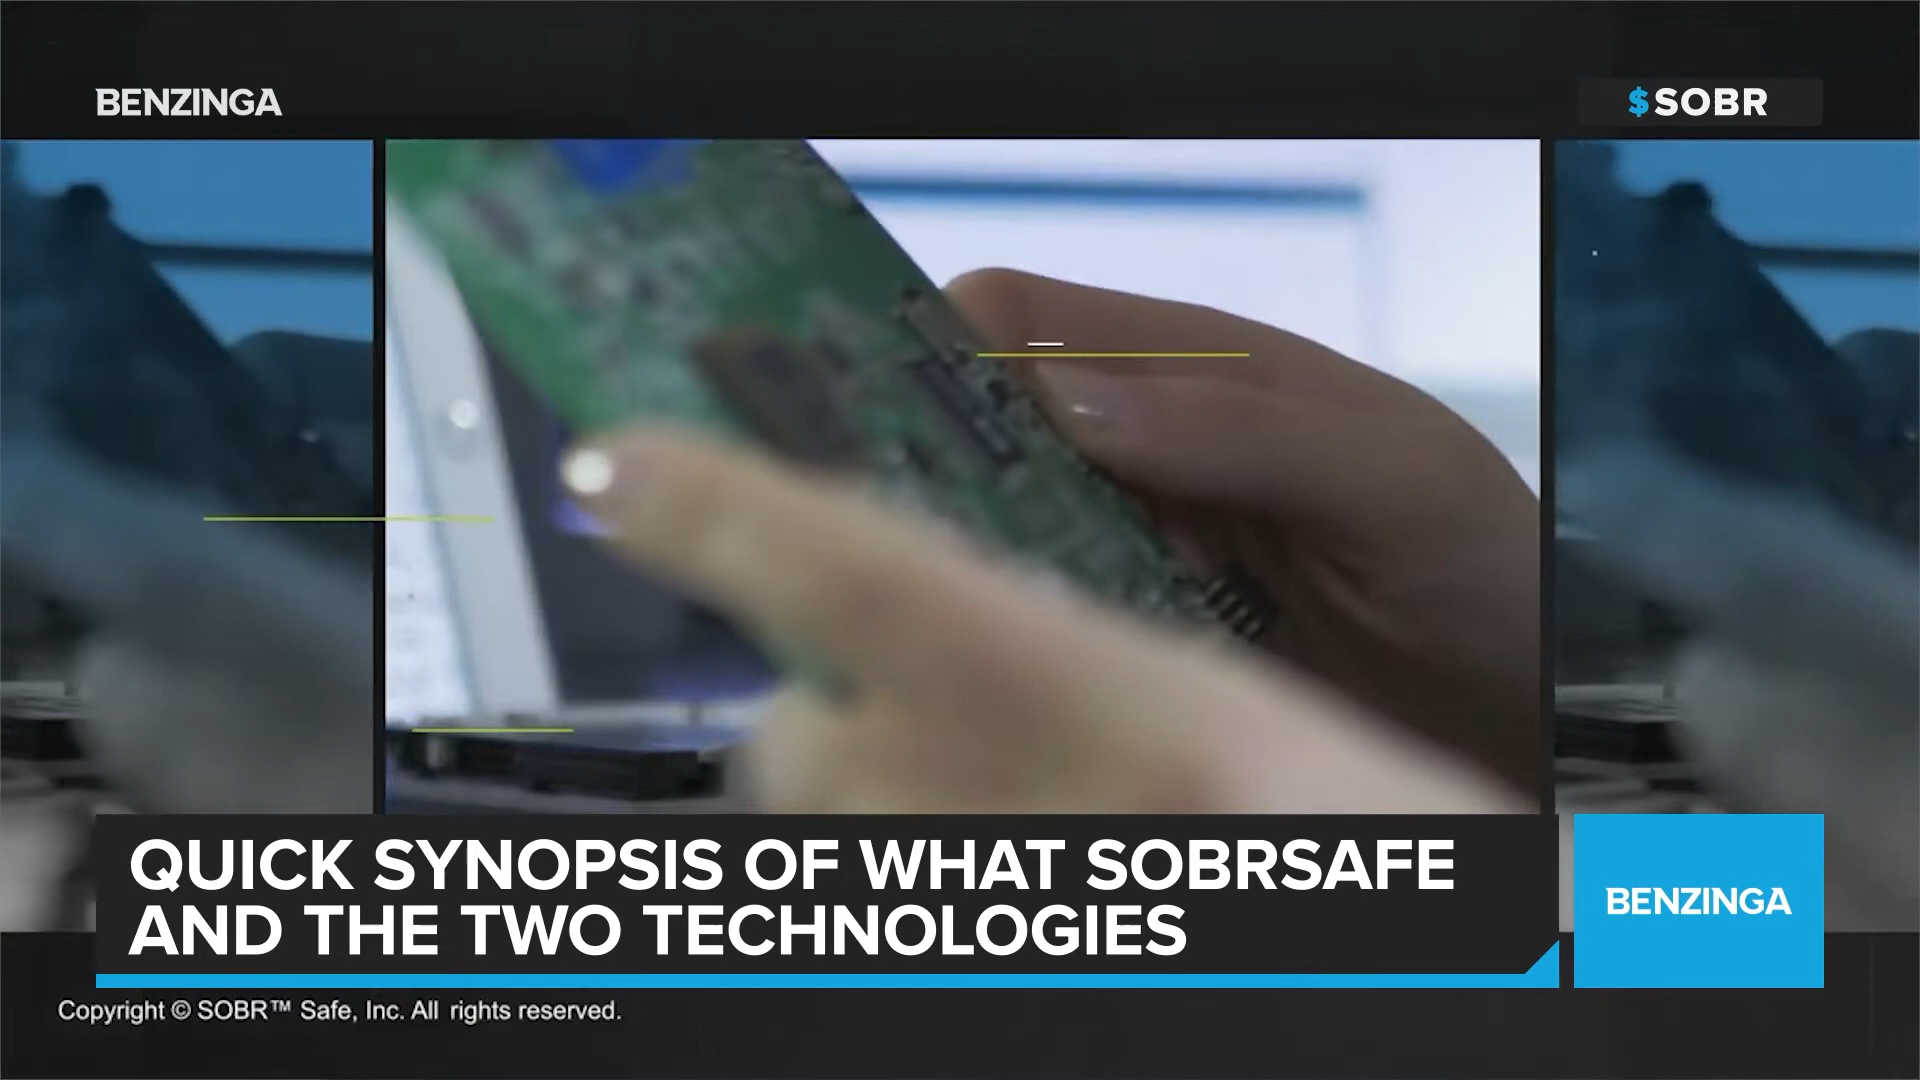 BENZINGA
$SOBR
QUICK SYNOPSIS OF WHAT SOBRSAFE
AND THE TWO TECHNOLOGIES
BENZINGA
Copyright © SOBR™ Safe, Inc. All rights reserved.